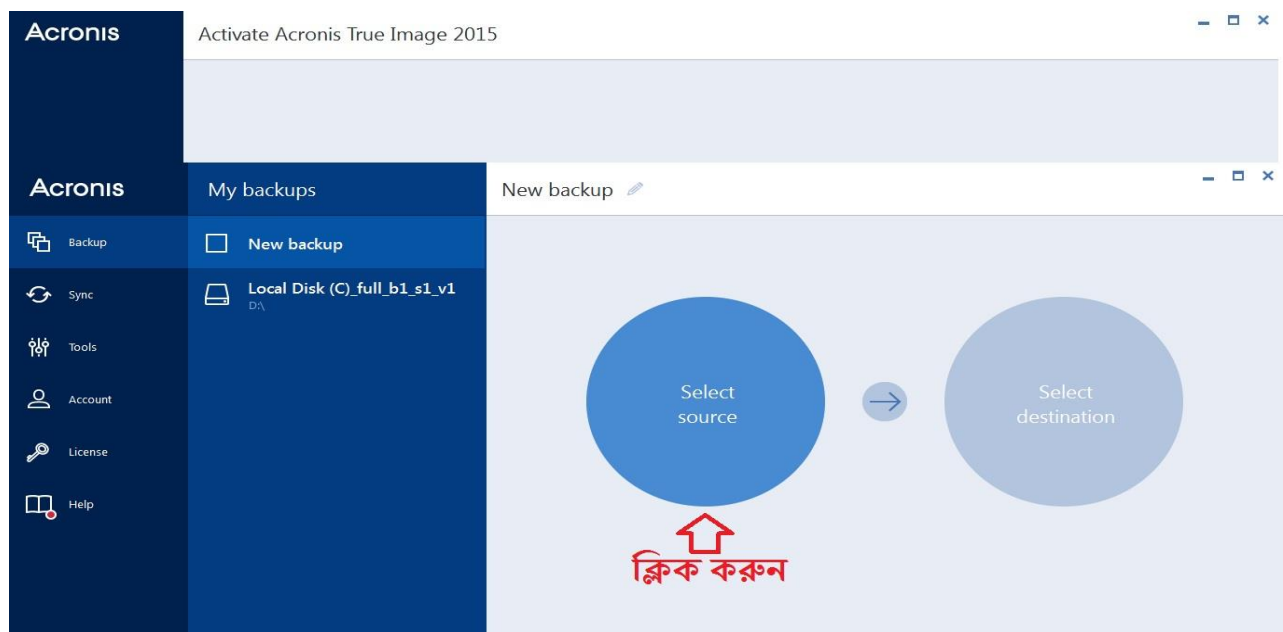 Acronis
Activate Acronis True Image 2015
Acronis
My backups
New backup
Backup
New backup
Sync
Local Disk (C)_full_b1_s1_v1
D:\
Tools
Account
License
Help
Select
source
Select
destination
ক্লিক করুন